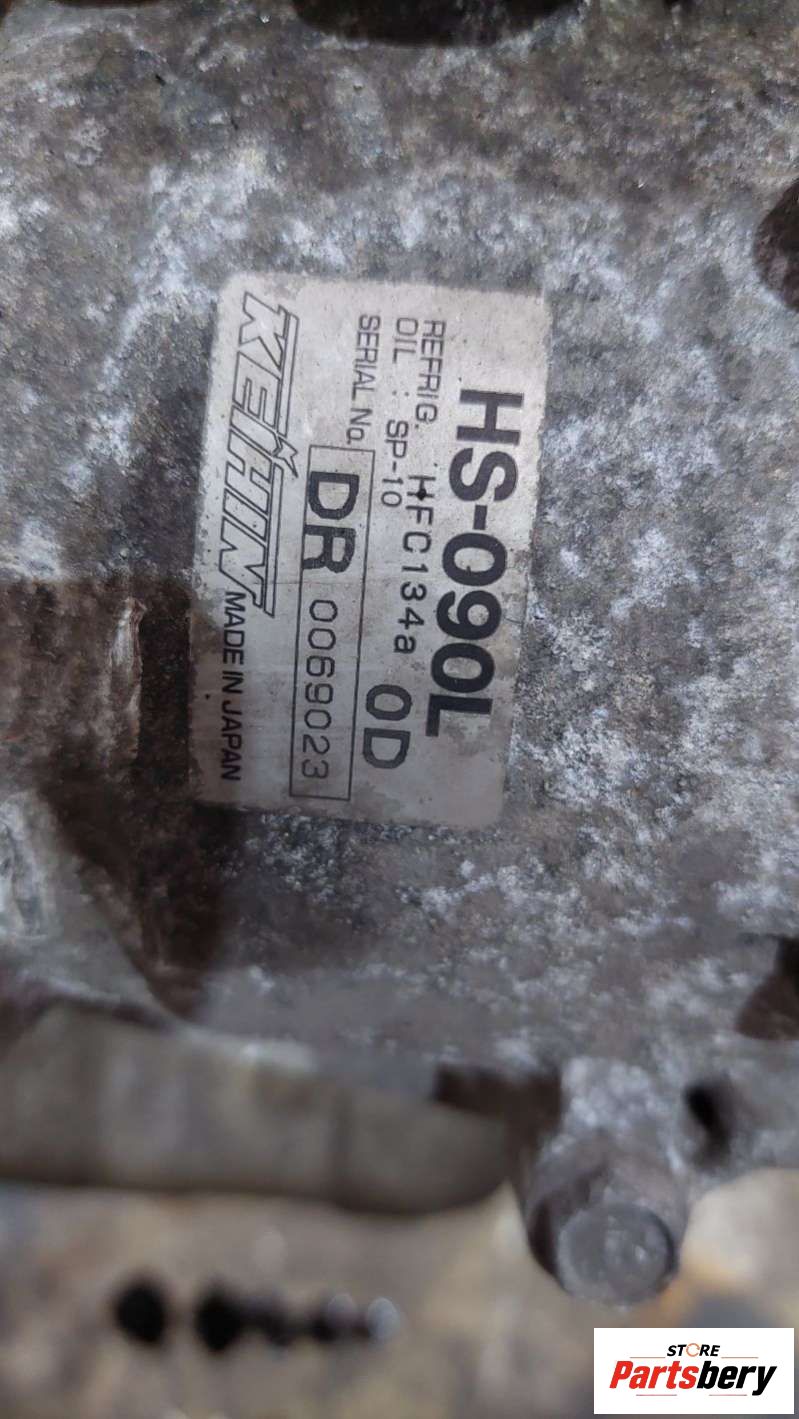 HS-090L
REFRIG. : HFC134a
OIL : SP-10
0D
SERIAL No.
DR 0069023
KEIHIN MADE IN JAPAN
STORE
Partsbery